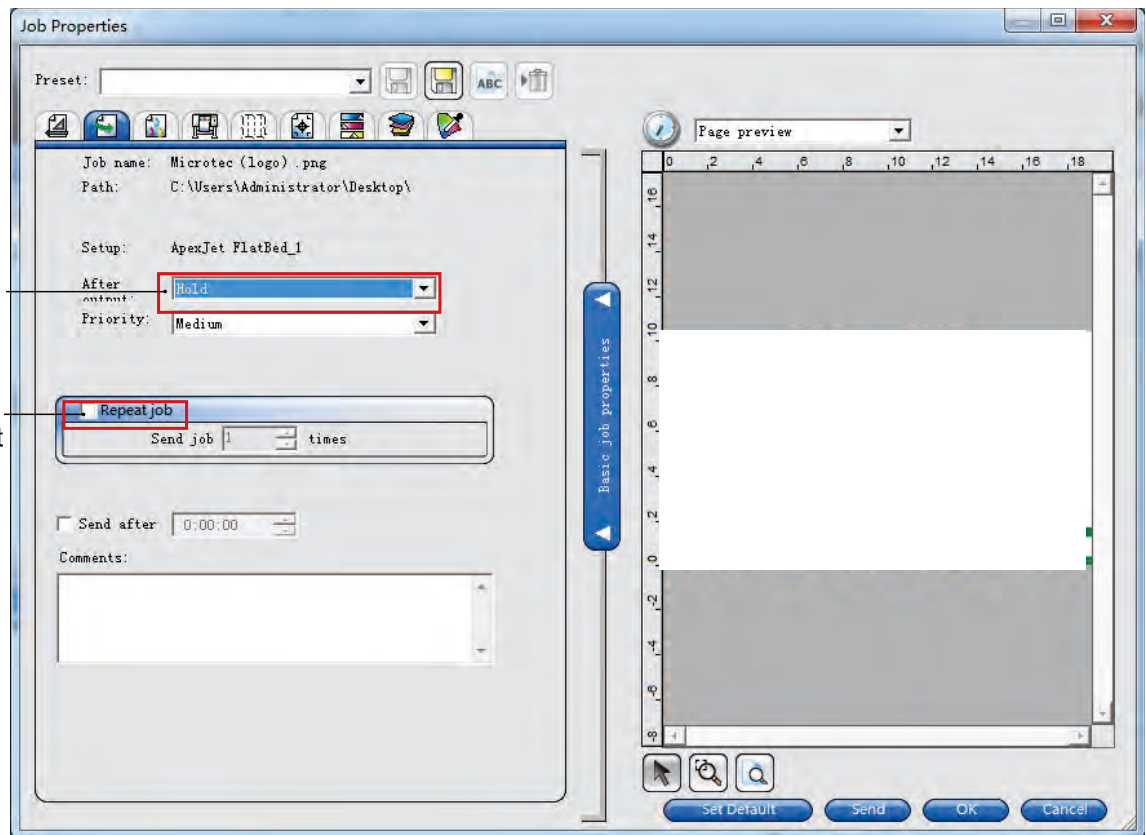 Job Properties
Preset:
ABC
Job name: Microtec (logo) .png
Path: C:\Users\Administrator\Desktop\
Setup: ApexJet FlatBed_1
After output: Hold
Priority: Medium
Repeat job
t
Send job 1 times
Send after 0:00:00
Comments:
Basic job properties
Page preview
0 ,2 ,4 ,6 ,8 ,10 ,12 ,14 ,16 ,18
,16
,14
,12
,10
,8
,6
,4
,2
0,
,-2
,-4
,-6
-8
Set Default Send OK Cancel